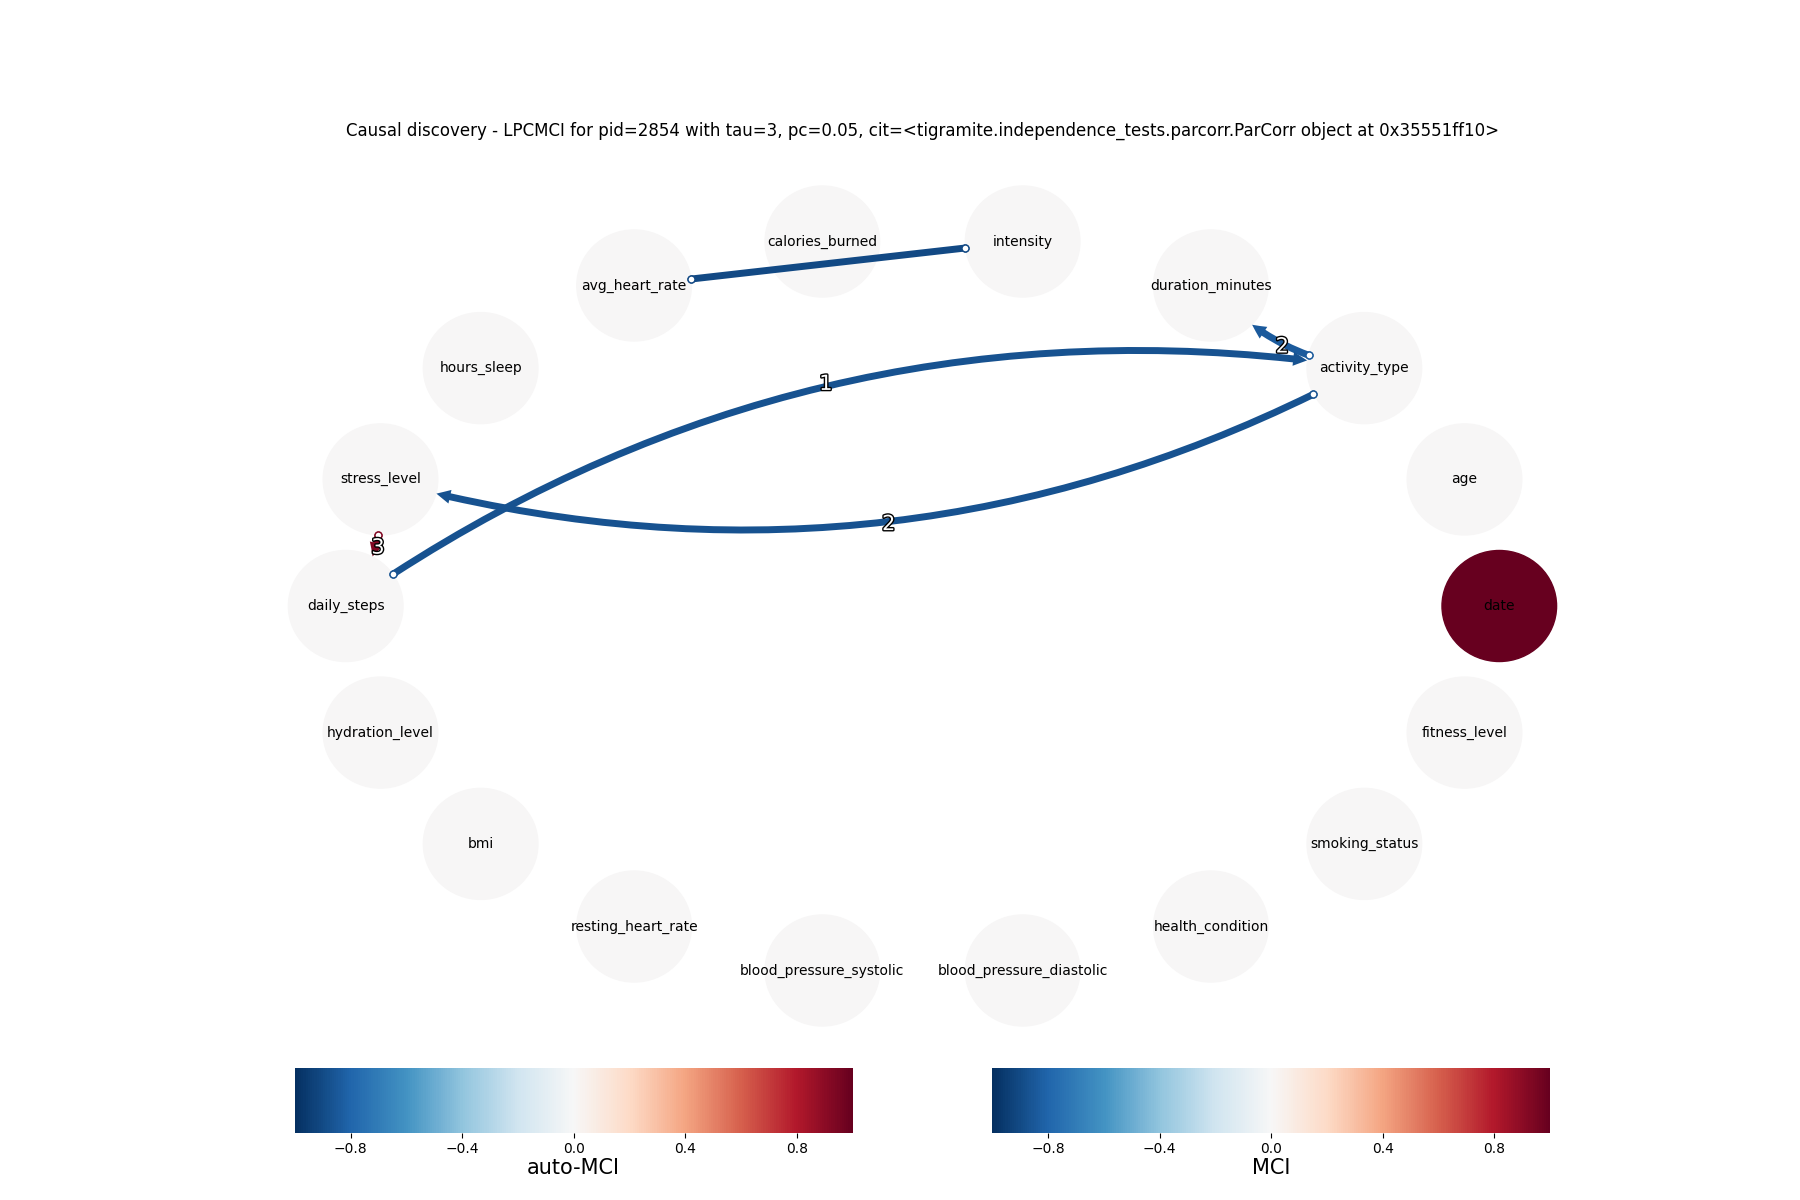 Causal discovery - LPCMCI for pid=2854 with tau=3, pc=0.05, cit=<tigramite.independence_tests.parcorr.ParCorr object at 0x35551ff10>
calories_burned
intensity
avg_heart_rate
duration_minutes
2
hours_sleep
1
activity_type
stress_level
age
2
3
daily_steps
date
hydration_level
fitness_level
bmi
smoking_status
resting_heart_rate
health_condition
blood_pressure_systolic
blood_pressure_diastolic
−0.8 −0.4 0.0 0.4 0.8
auto-MCI
−0.8 −0.4 0.0 0.4 0.8
MCI